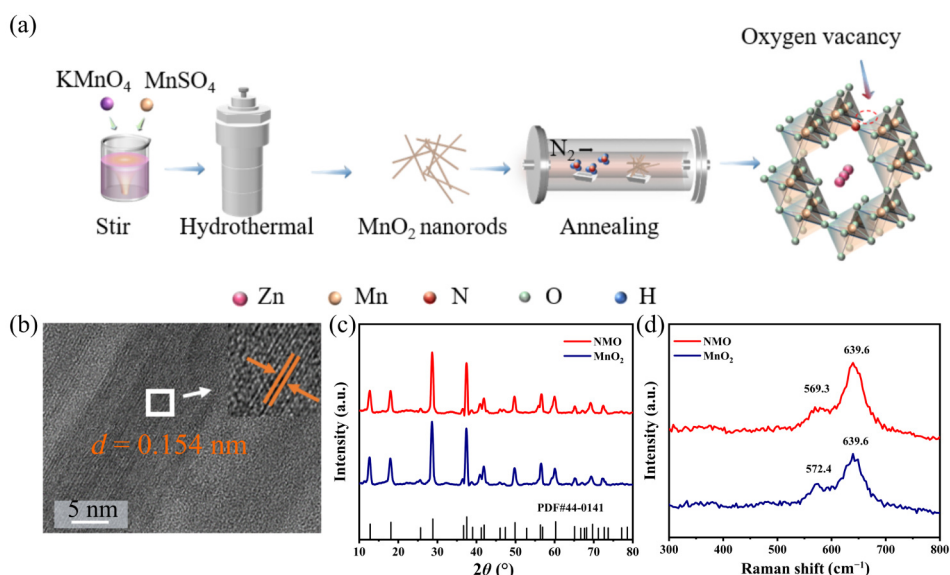 (a)
Oxygen vacancy
KMnO₄ MnSO₄
N₂
Stir Hydrothermal MnO₂ nanorods Annealing
Zn Mn N O H
(b)
d = 0.154 nm
5 nm
(c)
NMO
MnO₂
Intensity (a.u.)
PDF#44-0141
10 20 30 40 50 60 70 80
2θ (°)
(d)
NMO
MnO₂
639.6
569.3
639.6
572.4
Intensity (a.u.)
300 400 500 600 700 800
Raman shift (cm⁻¹)